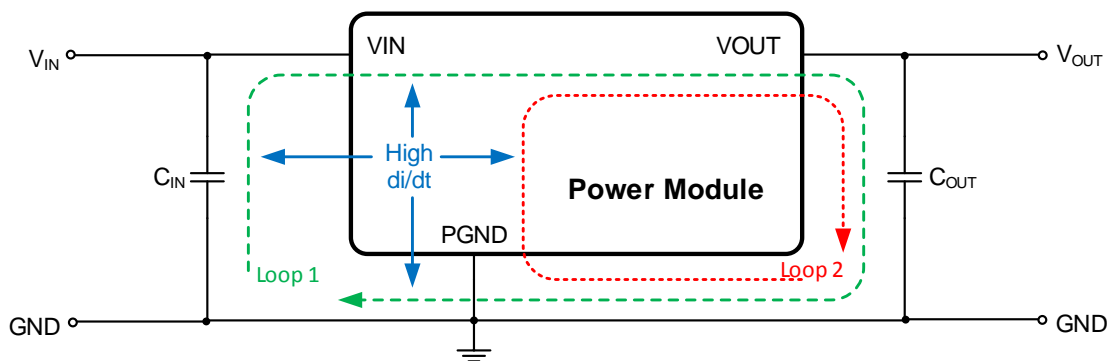 VIN
VOUT
VIN
VOUT
High
di/dt
CIN
Power Module
COUT
PGND
Loop 1
Loop 2
GND
GND